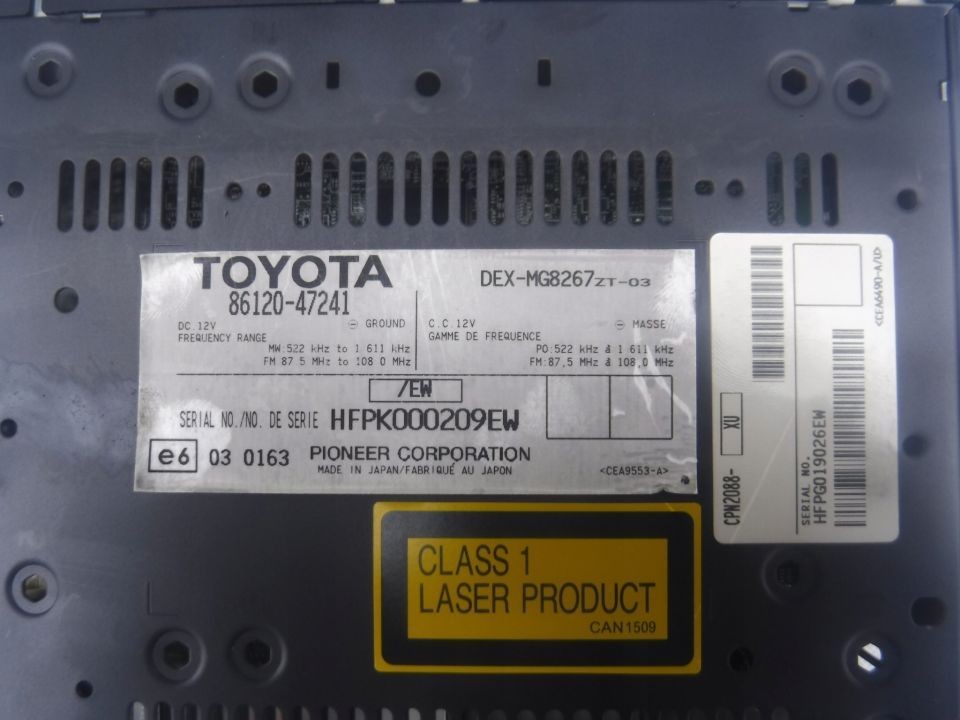 TOYOTA
86120-47241
DEX-MG8267ZT-03
DC. 12V ⊖ GROUND
FREQUENCY RANGE
MW:522 kHz to 1 611 kHz
FM 87.5 MHz to 108.0 MHz
C.C. 12V ⊖ MASSE
GAMME DE FREQUENCE
PO:522 kHz à 1 611 kHz
FM:87,5 MHz à 108,0 MHz
/EW
SERIAL NO./NO. DE SERIE HFPK000209EW
e6 03 0163 PIONEER CORPORATION
MADE IN JAPAN/FABRIQUÉ AU JAPON <CEA9553-A>
CPN2088- XU
SERIAL NO.
HFPG019026EW
<CEA6490-A/U>
CLASS 1
LASER PRODUCT
CAN1509